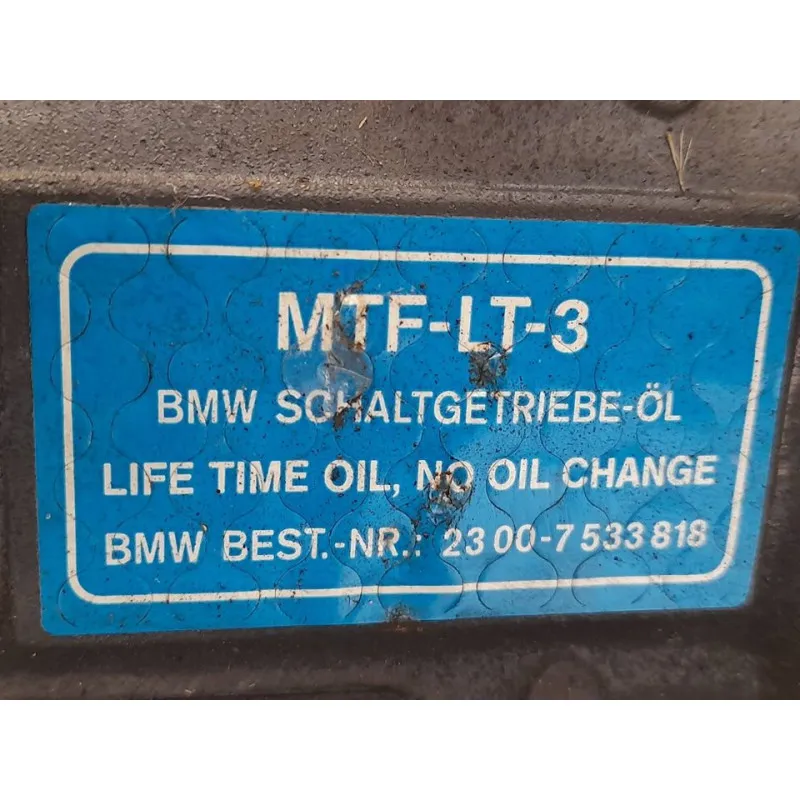 MTF-LT-3
BMW SCHALTGETRIEBE-ÖL
LIFE TIME OIL, NO OIL CHANGE
BMW BEST.-NR.: 23 00-7 533 818